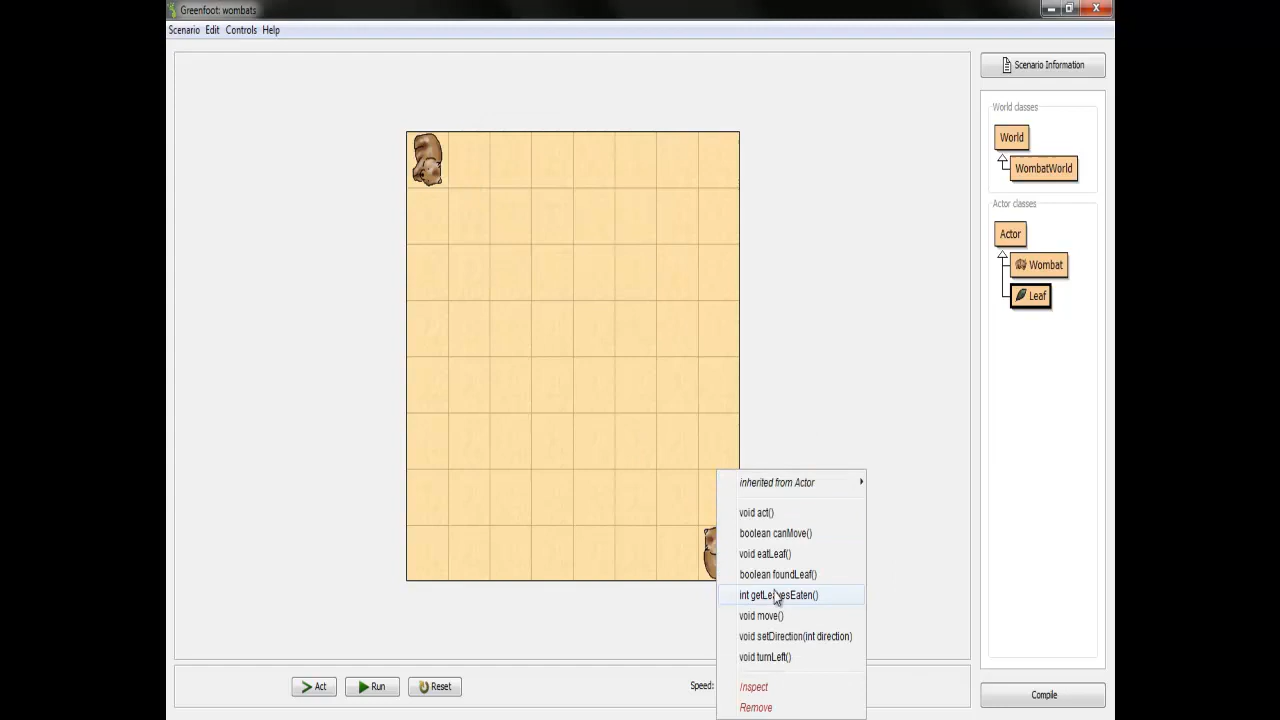 Greenfoot: wombats
Scenario Edit Controls Help
Scenario Information
World classes
World
WombatWorld
Actor classes
Actor
Wombat
Leaf
inherited from Actor
void act()
boolean canMove()
void eatLeaf()
boolean foundLeaf()
int getLeavesEaten()
void move()
void setDirection(int direction)
void turnLeft()
Inspect
Remove
Act Run Reset Speed:
Compile